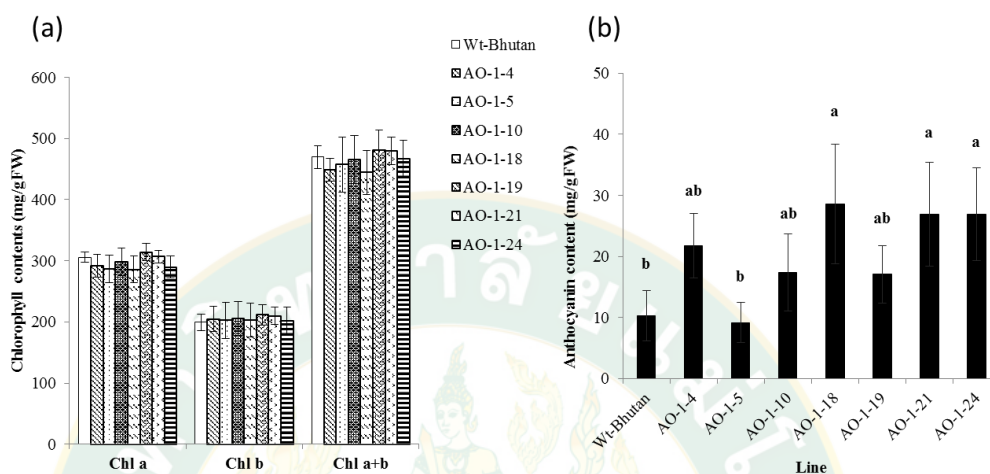 (a)
Chlorophyll contents (mg/gFW)
600
500
400
300
200
100
0
Chl a
Chl b
Chl a+b
Wt-Bhutan
AO-1-4
AO-1-5
AO-1-10
AO-1-18
AO-1-19
AO-1-21
AO-1-24
(b)
Anthocyanin content (mg/gFW)
50
40
30
20
10
0
b
ab
b
ab
a
ab
a
a
Wt-Bhutan
AO-1-4
AO-1-5
AO-1-10
AO-1-18
AO-1-19
AO-1-21
AO-1-24
Line